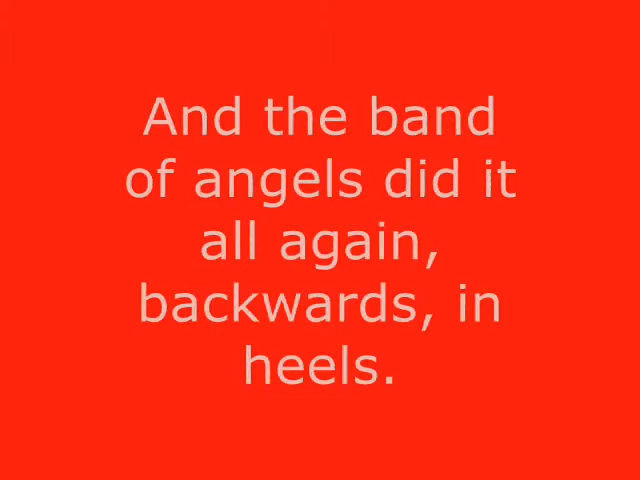 And the band
of angels did it
all again,
backwards, in
heels.